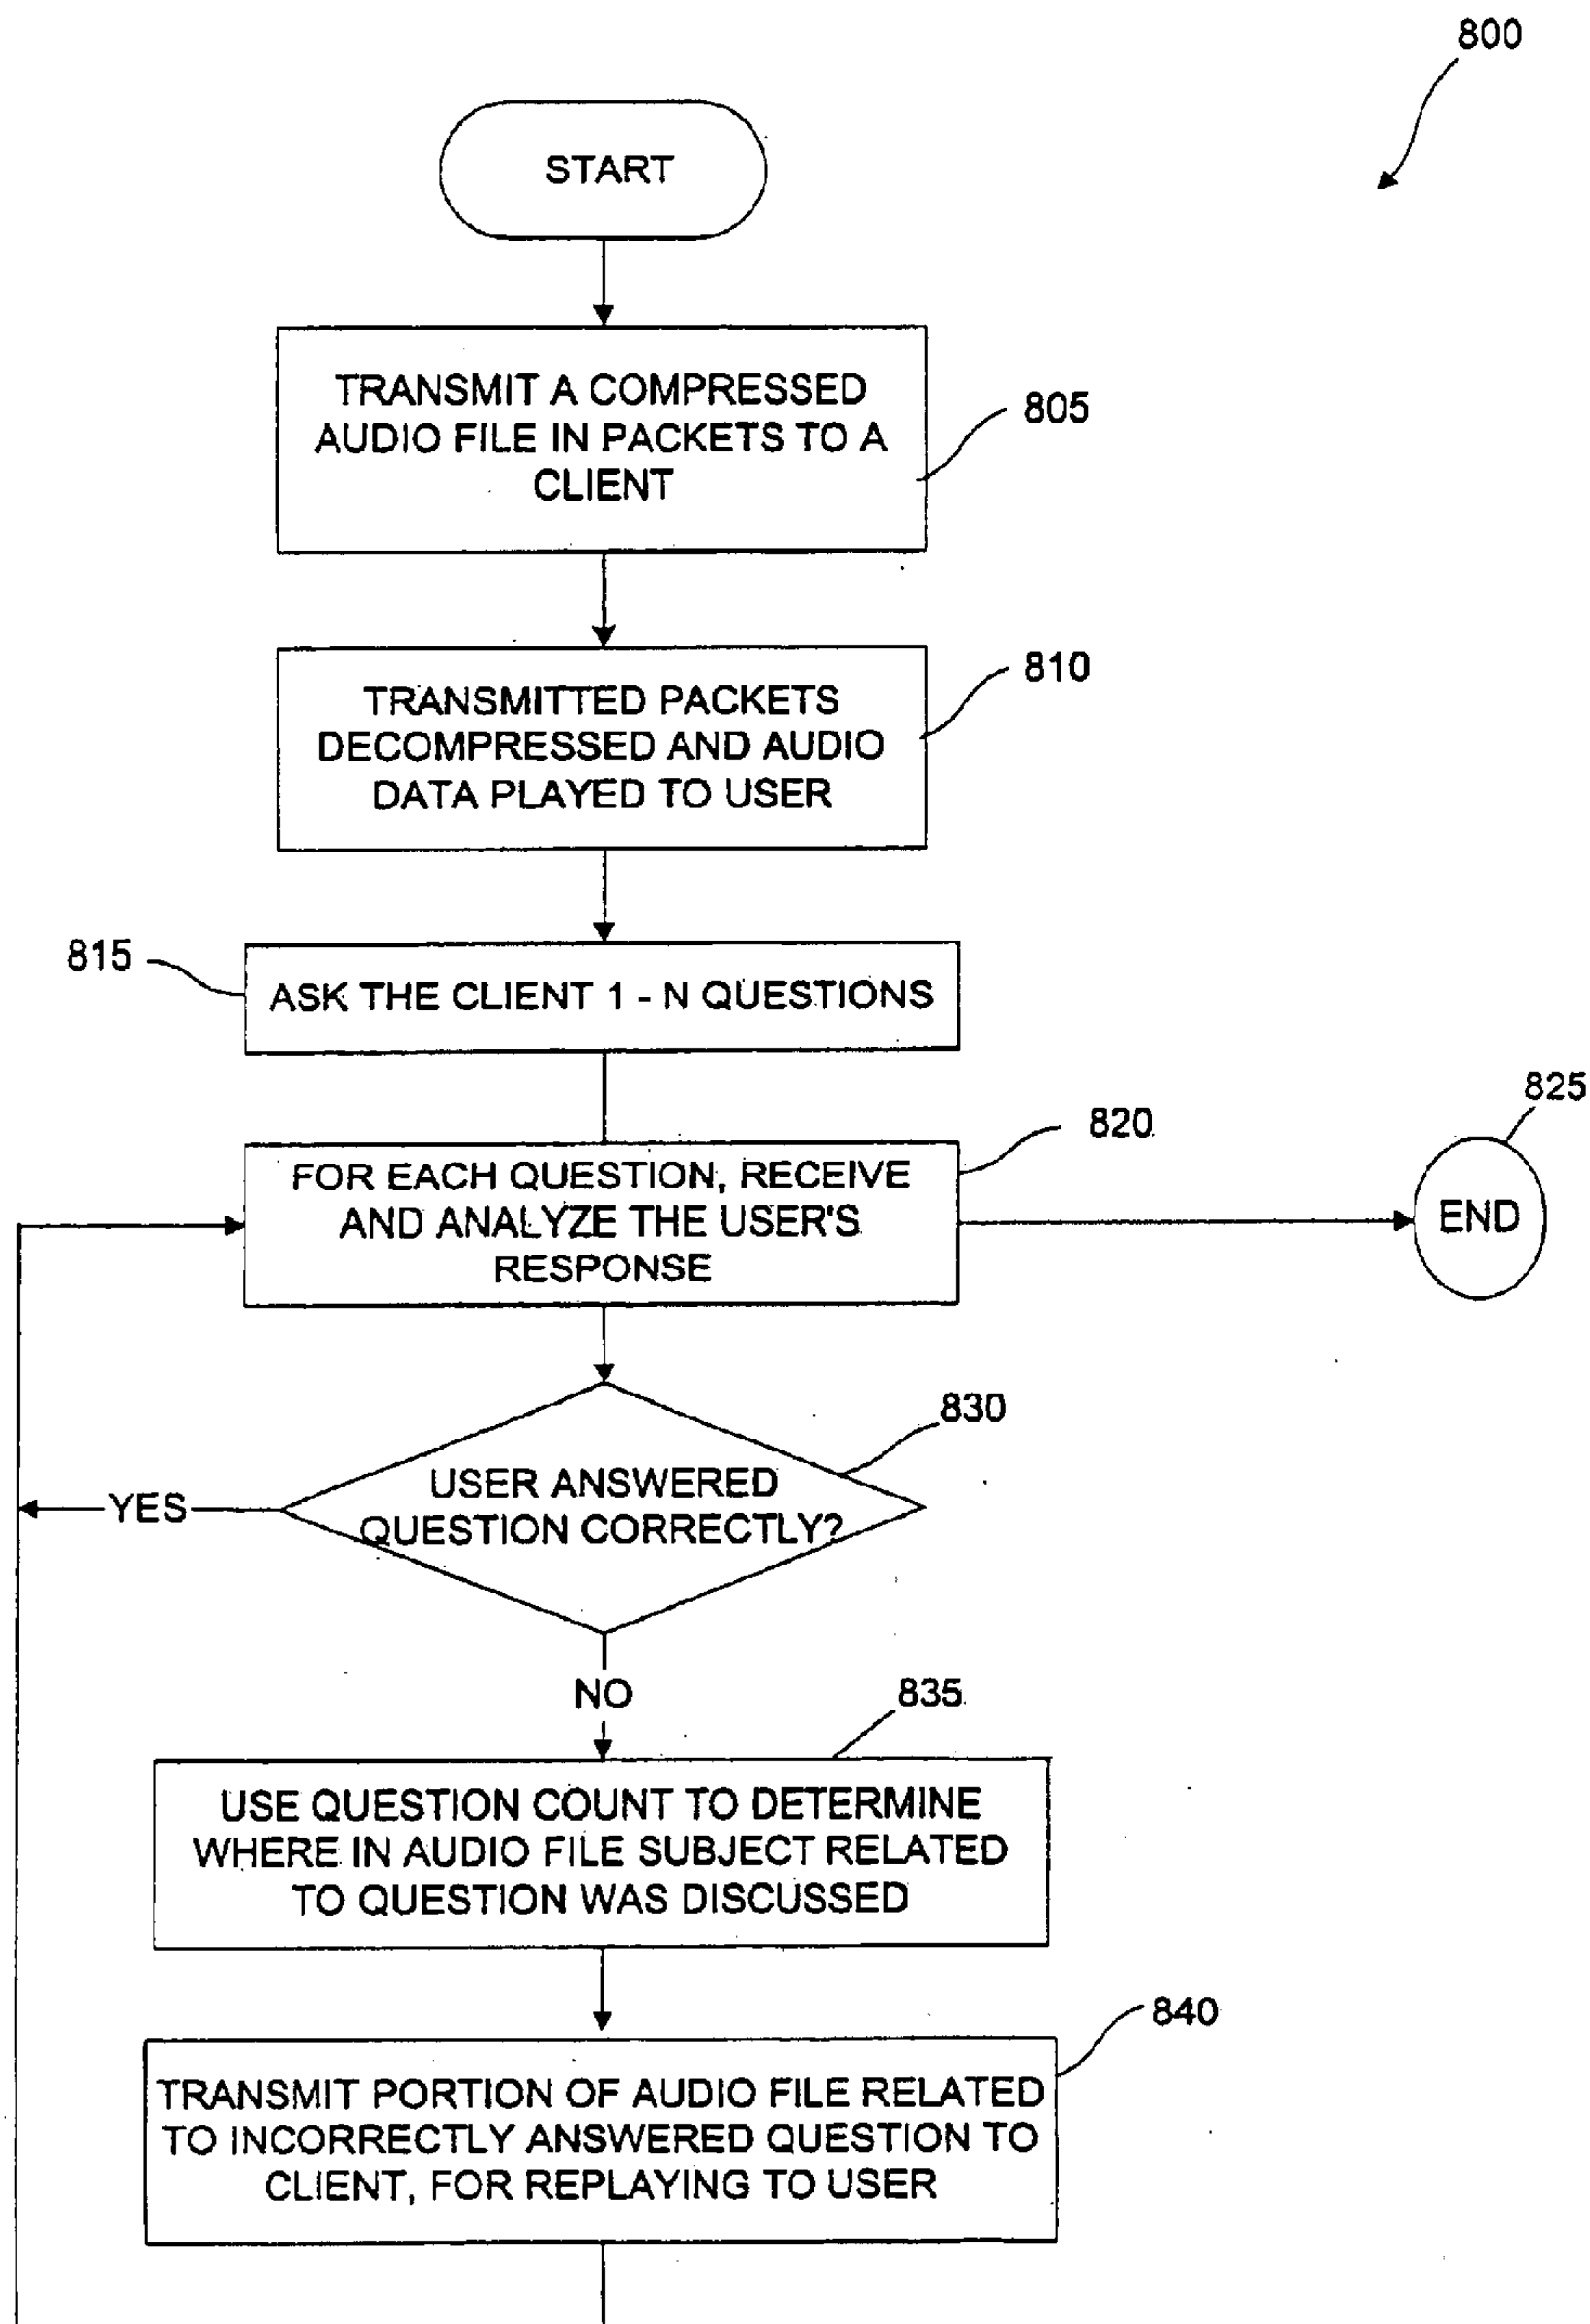 800
START
TRANSMIT A COMPRESSED
AUDIO FILE IN PACKETS TO A
CLIENT
805
TRANSMITTED PACKETS
DECOMPRESSED AND AUDIO
DATA PLAYED TO USER
810
815
ASK THE CLIENT 1 - N QUESTIONS
820
FOR EACH QUESTION, RECEIVE
AND ANALYZE THE USER'S
RESPONSE
825
END
830
USER ANSWERED
QUESTION CORRECTLY?
YES
NO
835
USE QUESTION COUNT TO DETERMINE
WHERE IN AUDIO FILE SUBJECT RELATED
TO QUESTION WAS DISCUSSED
840
TRANSMIT PORTION OF AUDIO FILE RELATED
TO INCORRECTLY ANSWERED QUESTION TO
CLIENT, FOR REPLAYING TO USER